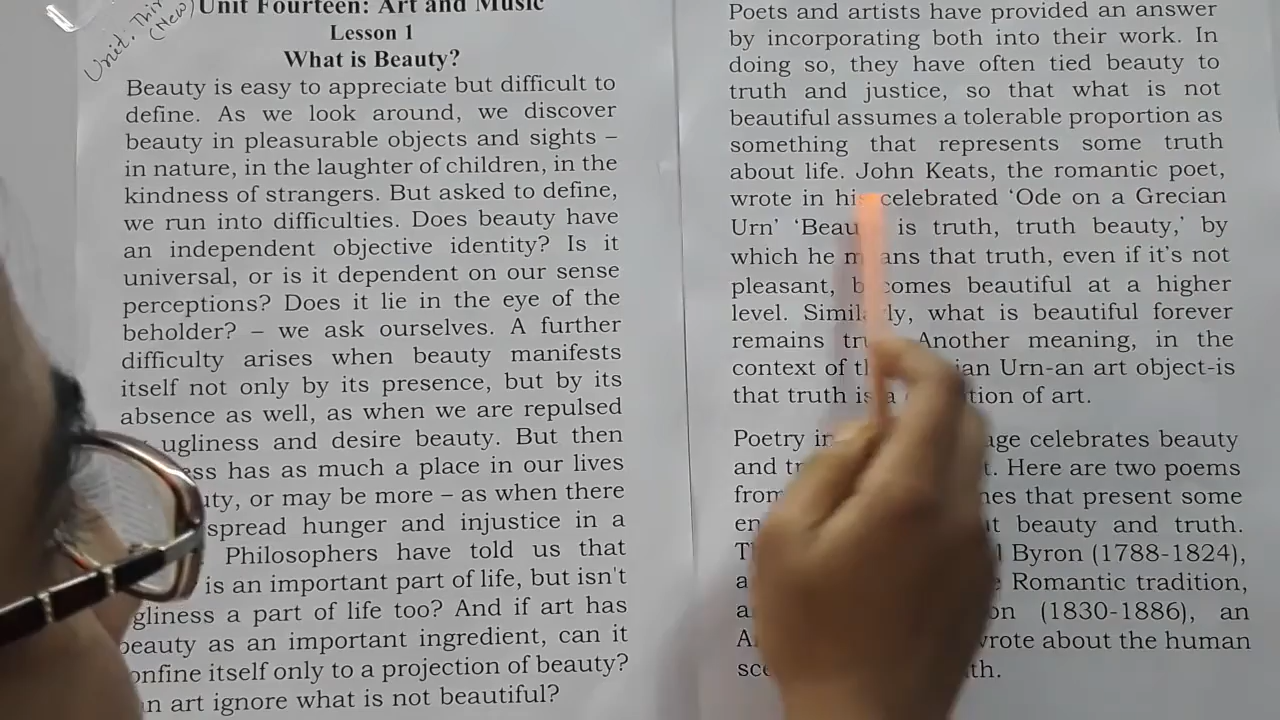 Unit Fourteen: Art and Music
Unit. Thir
(New)
Lesson 1
What is Beauty?
Beauty is easy to appreciate but difficult to
define. As we look around, we discover
beauty in pleasurable objects and sights –
in nature, in the laughter of children, in the
kindness of strangers. But asked to define,
we run into difficulties. Does beauty have
an independent objective identity? Is it
universal, or is it dependent on our sense
perceptions? Does it lie in the eye of the
beholder? – we ask ourselves. A further
difficulty arises when beauty manifests
itself not only by its presence, but by its
absence as well, as when we are repulsed
ugliness and desire beauty. But then
ss has as much a place in our lives
uty, or may be more – as when there
spread hunger and injustice in a
Philosophers have told us that
is an important part of life, but isn't
gliness a part of life too? And if art has
beauty as an important ingredient, can it
onfine itself only to a projection of beauty?
n art ignore what is not beautiful?
Poets and artists have provided an answer
by incorporating both into their work. In
doing so, they have often tied beauty to
truth and justice, so that what is not
beautiful assumes a tolerable proportion as
something that represents some truth
about life. John Keats, the romantic poet,
wrote in his celebrated ‘Ode on a Grecian
Urn’ ‘Beau is truth, truth beauty,’ by
which he m ans that truth, even if it's not
pleasant, b comes beautiful at a higher
level. Simila ly, what is beautiful forever
remains tru Another meaning, in the
context of th ian Urn-an art object-is
that truth is a c tion of art.
Poetry in age celebrates beauty
and tr t. Here are two poems
from nes that present some
en t beauty and truth.
T l Byron (1788-1824),
a e Romantic tradition,
a on (1830-1886), an
A wrote about the human
sce th.